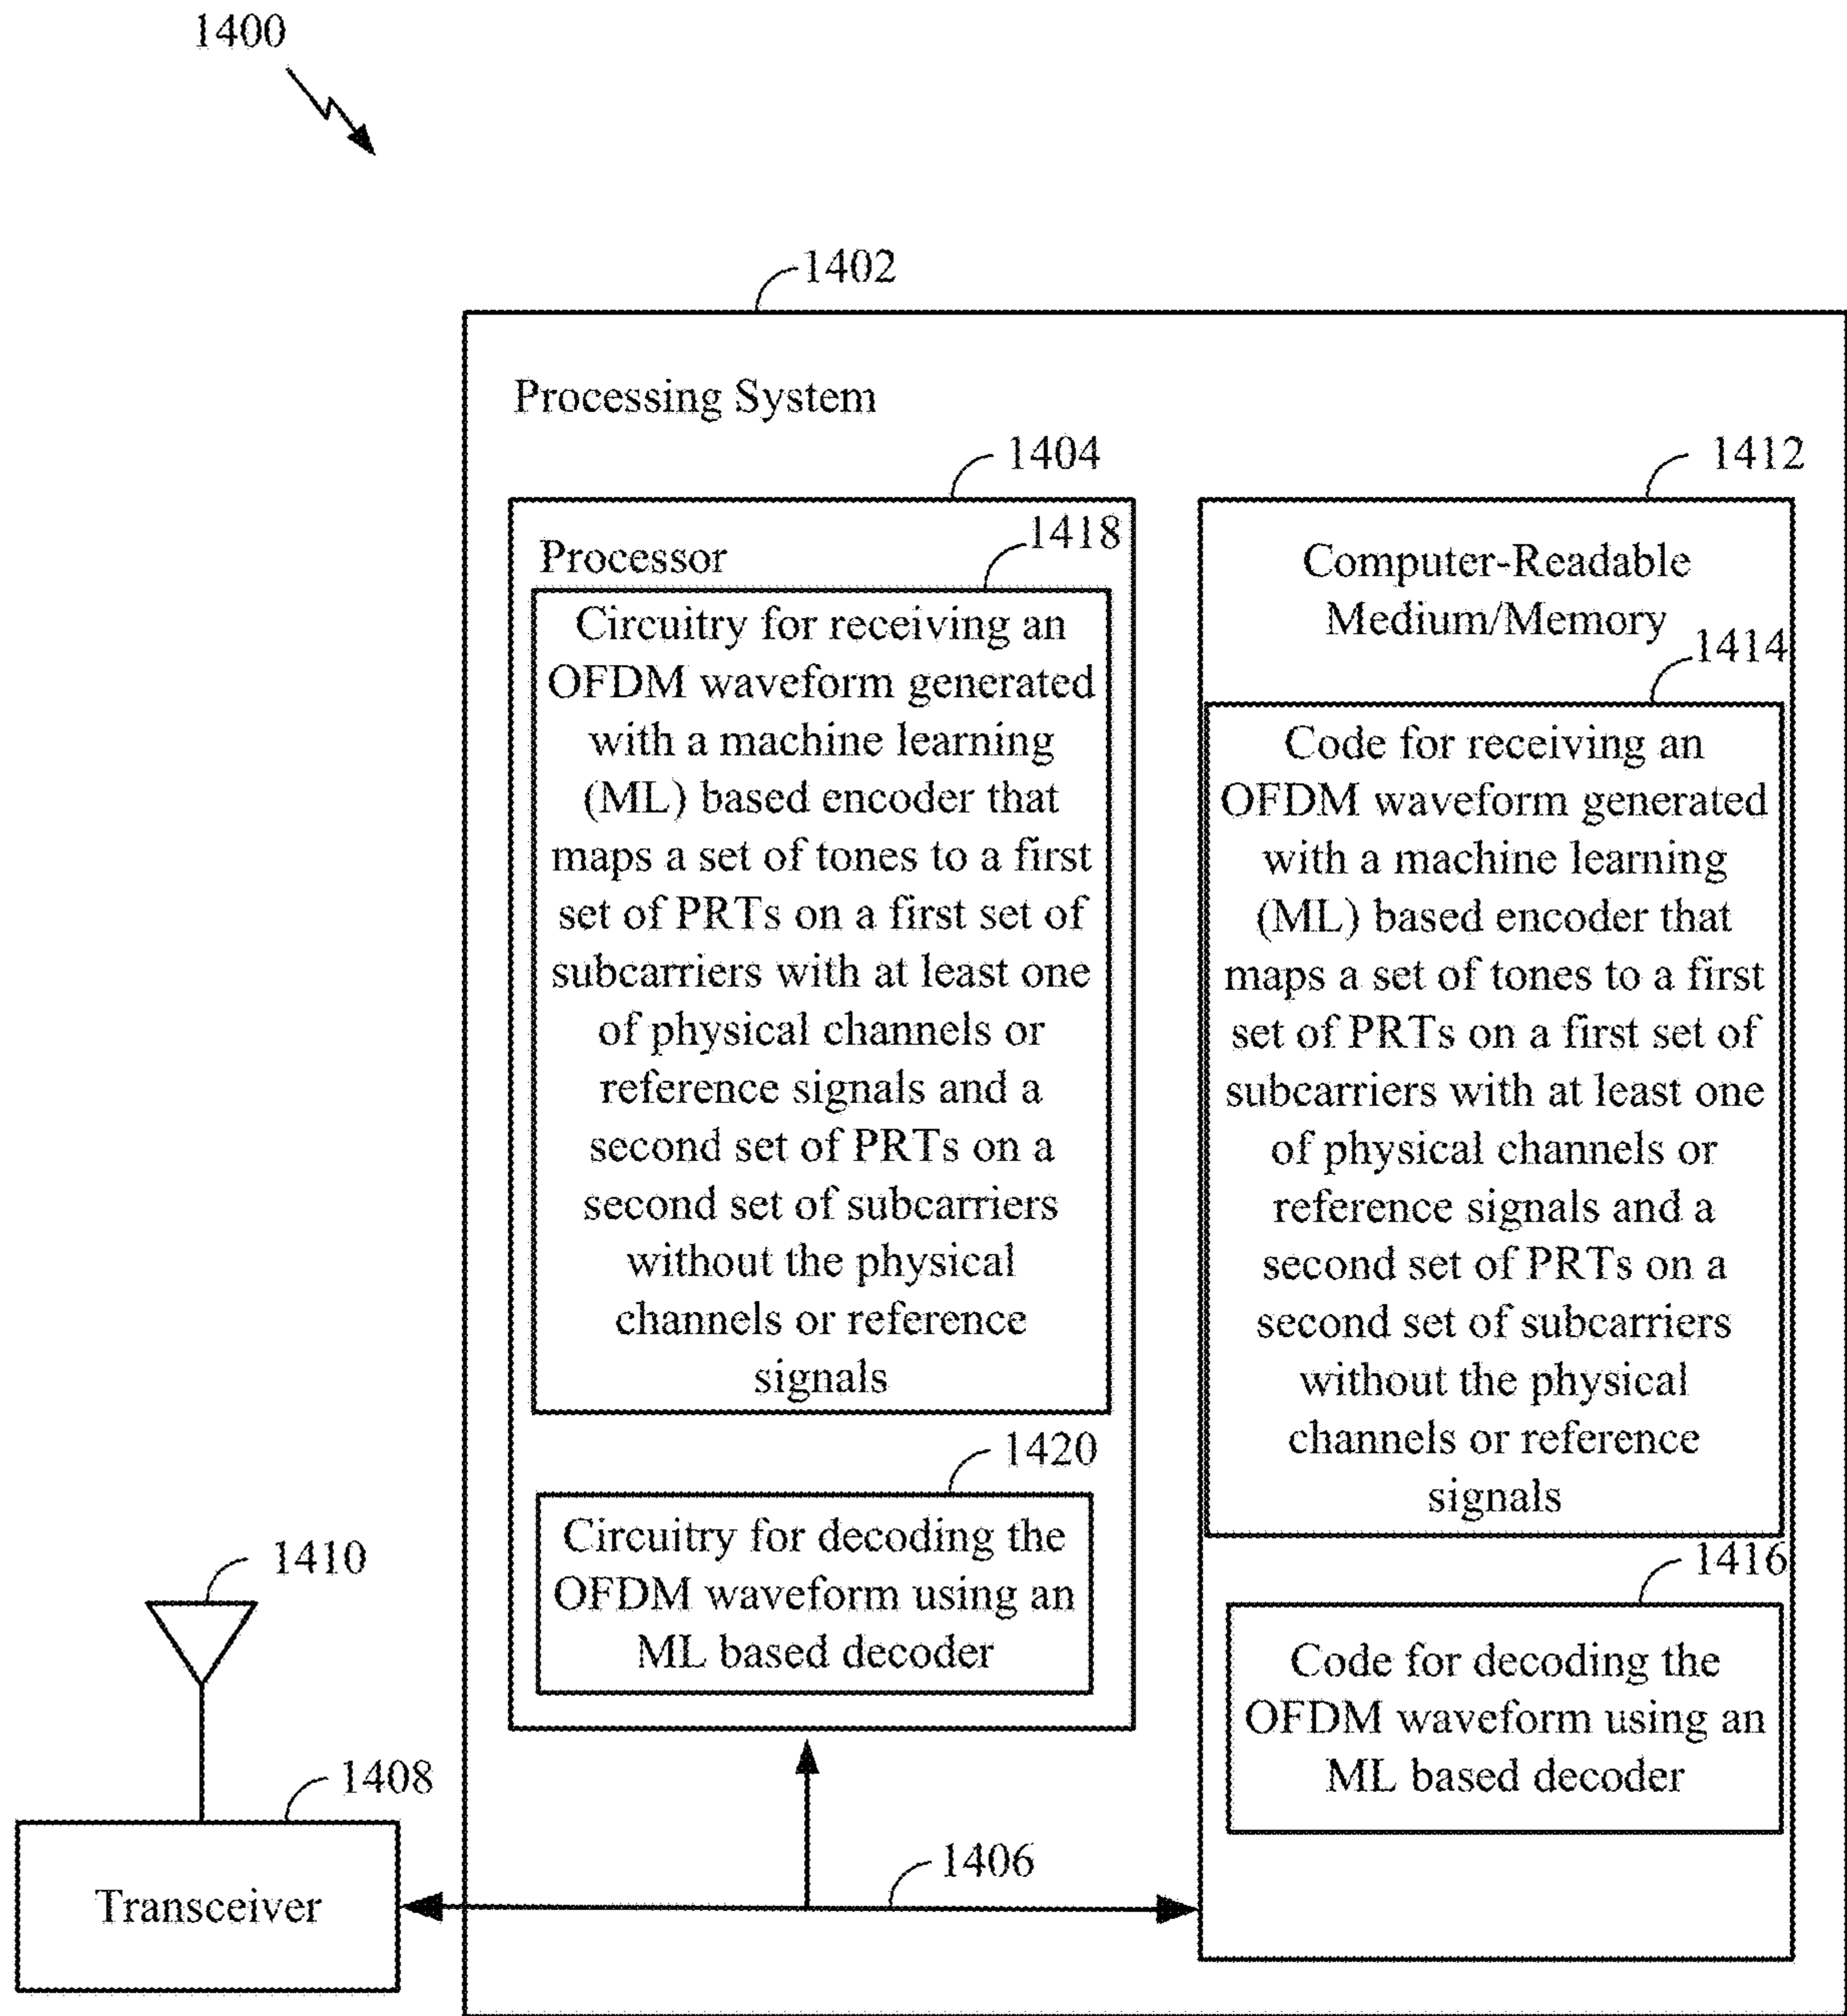 1400
1402
Processing System
1404
1418
Processor
Circuitry for receiving an
OFDM waveform generated
with a machine learning
(ML) based encoder that
maps a set of tones to a first
set of PRTs on a first set of
subcarriers with at least one
of physical channels or
reference signals and a
second set of PRTs on a
second set of subcarriers
without the physical
channels or reference
signals
1420
Circuitry for decoding the
OFDM waveform using an
ML based decoder
1412
Computer-Readable
Medium/Memory
1414
Code for receiving an
OFDM waveform generated
with a machine learning
(ML) based encoder that
maps a set of tones to a first
set of PRTs on a first set of
subcarriers with at least one
of physical channels or
reference signals and a
second set of PRTs on a
second set of subcarriers
without the physical
channels or reference
signals
1416
Code for decoding the
OFDM waveform using an
ML based decoder
1410
1408
Transceiver
1406